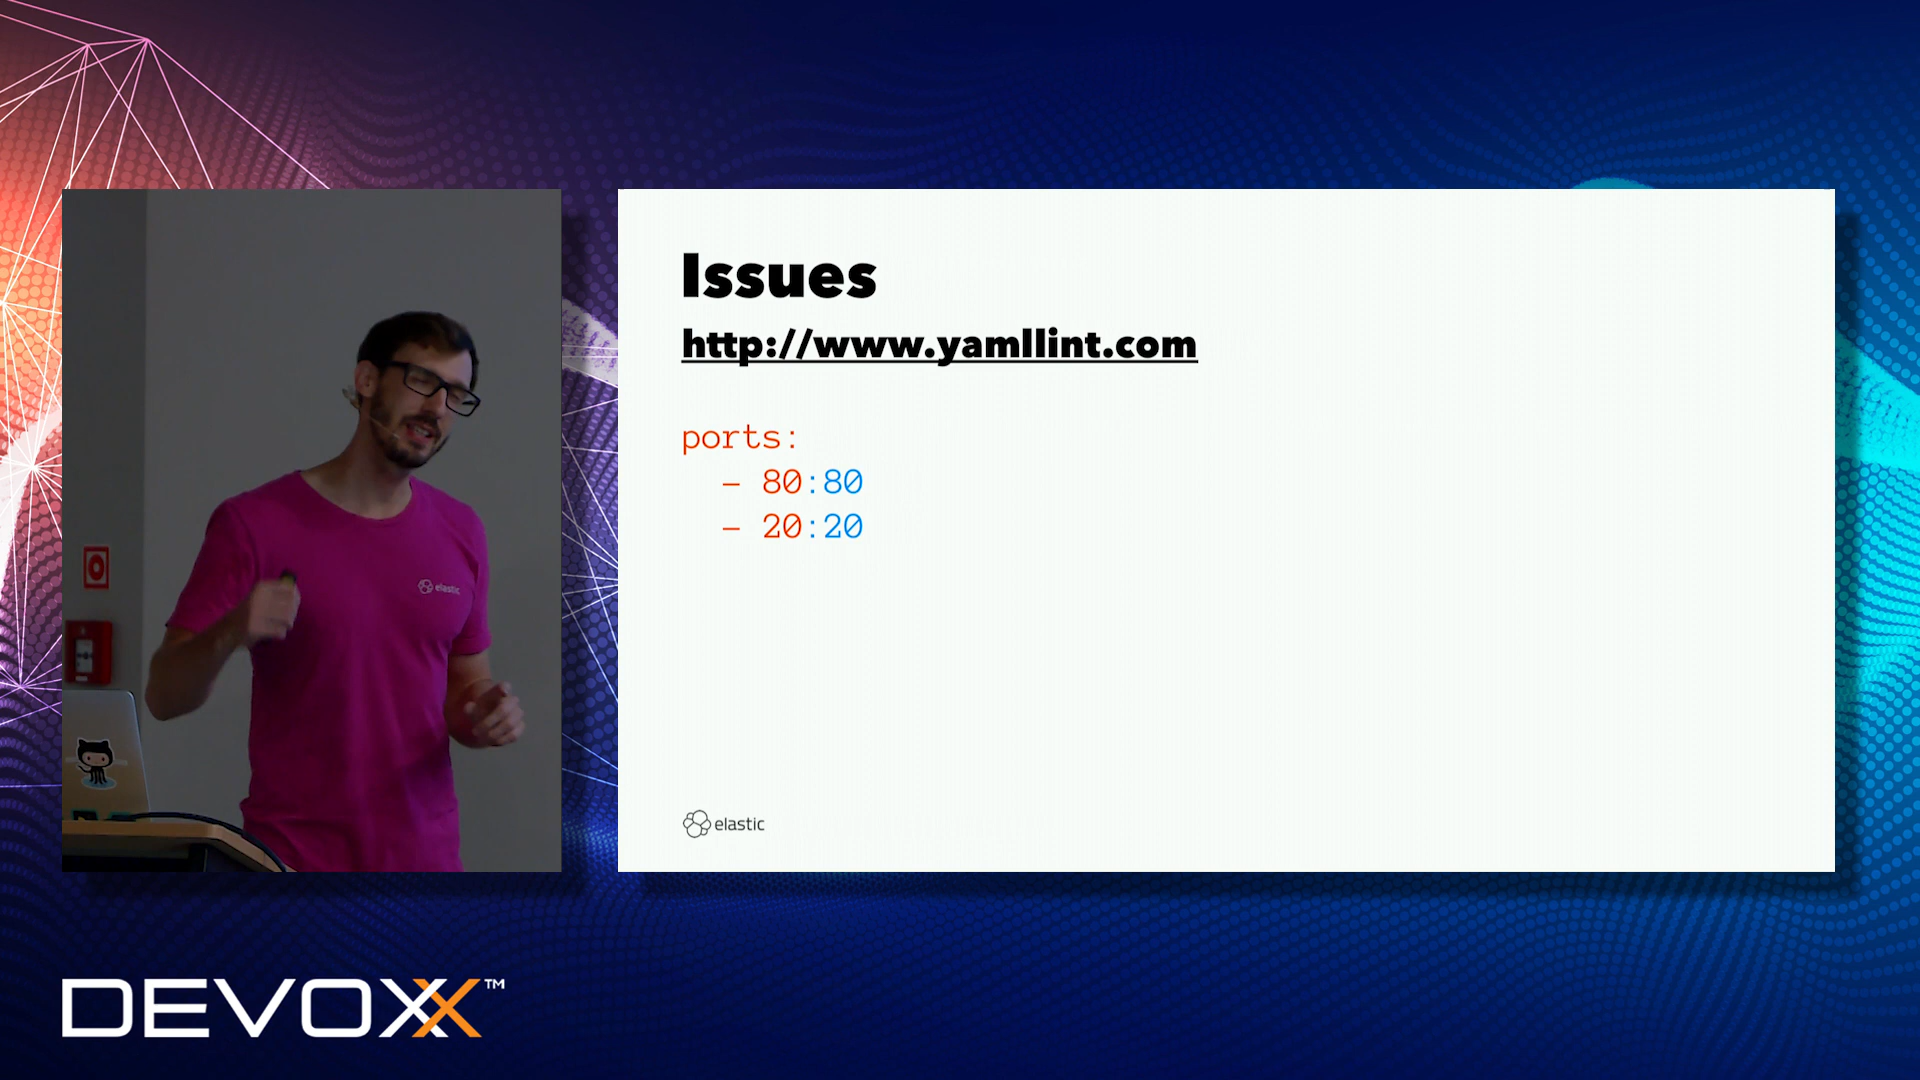 Issues
http://www.yamllint.com
ports:
- 80:80
- 20:20
elastic
elastic
DEVOXX™